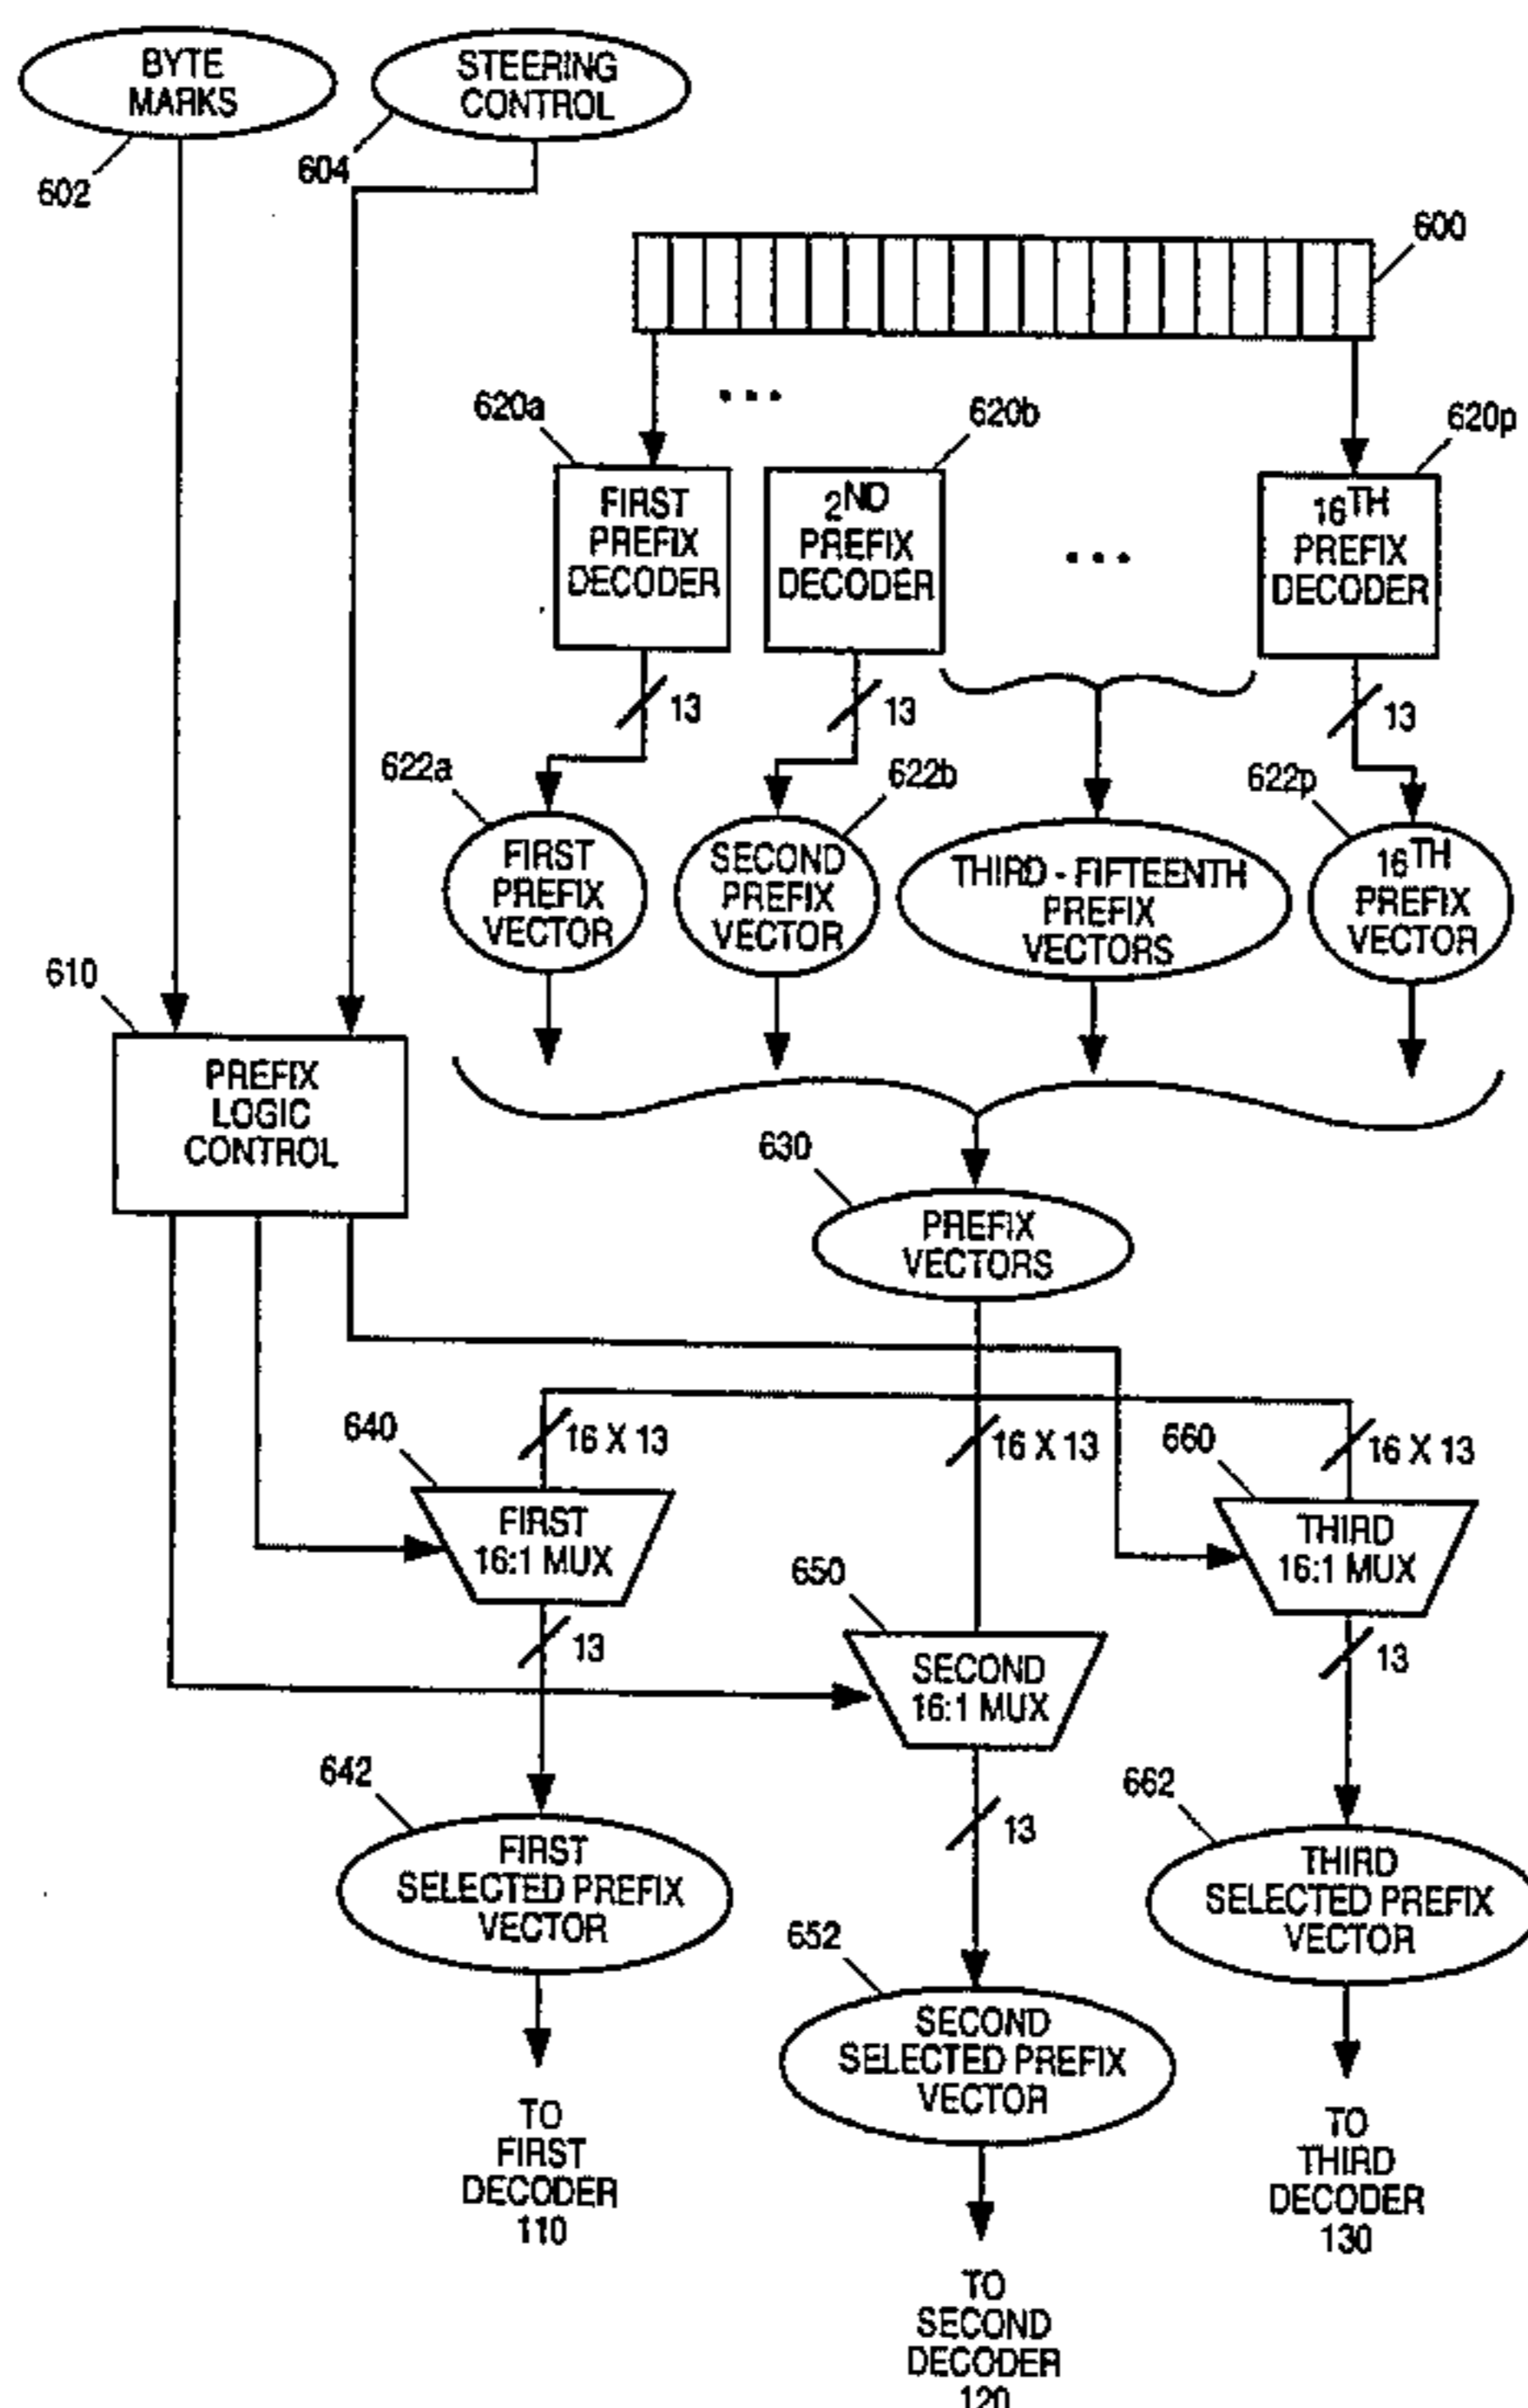 BYTE
MARKS
STEERING
CONTROL
602
604
600
620a
620b
620p
FIRST
PREFIX
DECODER
2ND
PREFIX
DECODER
16TH
PREFIX
DECODER
13
13
13
622a
622b
622p
FIRST
PREFIX
VECTOR
SECOND
PREFIX
VECTOR
THIRD - FIFTEENTH
PREFIX
VECTORS
16TH
PREFIX
VECTOR
610
PREFIX
LOGIC
CONTROL
630
PREFIX
VECTORS
640
16 X 13
16 X 13
660
16 X 13
FIRST
16:1 MUX
THIRD
16:1 MUX
650
13
13
SECOND
16:1 MUX
642
662
13
FIRST
SELECTED PREFIX
VECTOR
THIRD
SELECTED PREFIX
VECTOR
652
SECOND
SELECTED PREFIX
VECTOR
TO
FIRST
DECODER
110
TO
THIRD
DECODER
130
TO
SECOND
DECODER
120